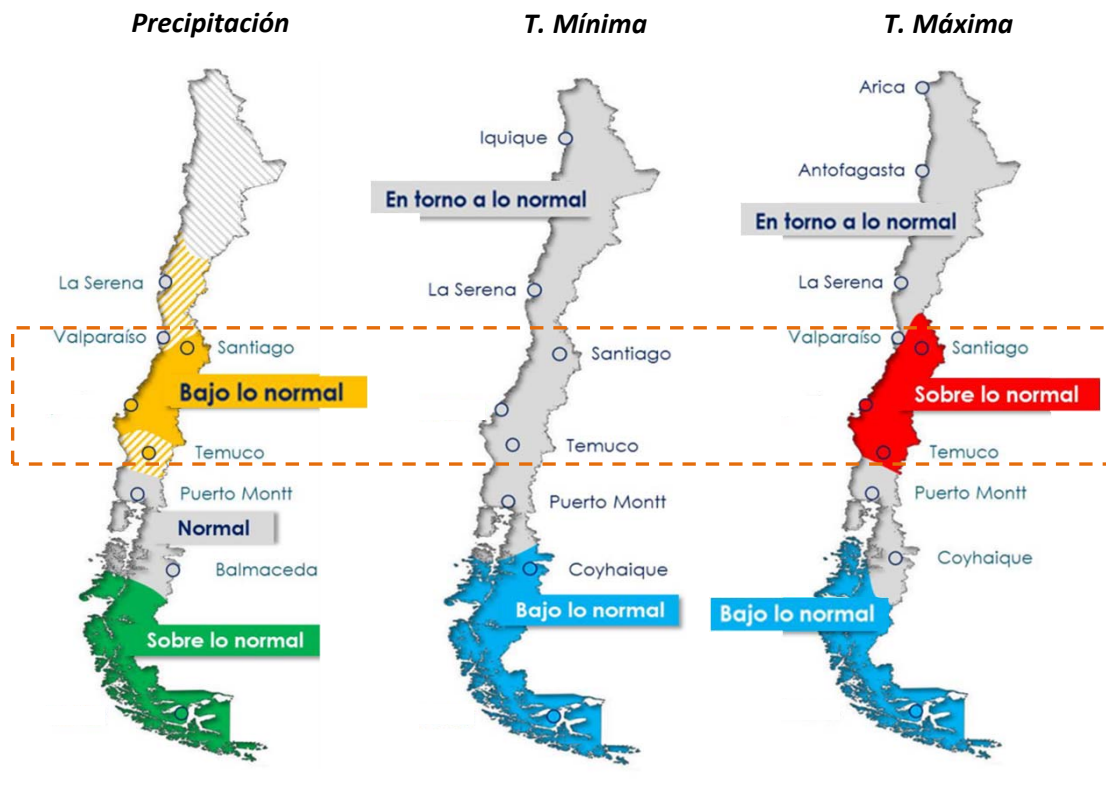 Precipitación
La Serena
Valparaíso
Santiago
Bajo lo normal
Temuco
Puerto Montt
Normal
Balmaceda
Sobre lo normal
T. Mínima
Iquique
En torno a lo normal
La Serena
Santiago
Temuco
Puerto Montt
Coyhaique
Bajo lo normal
T. Máxima
Arica
Antofagasta
En torno a lo normal
La Serena
Valparaíso
Santiago
Sobre lo normal
Temuco
Puerto Montt
Coyhaique
Bajo lo normal